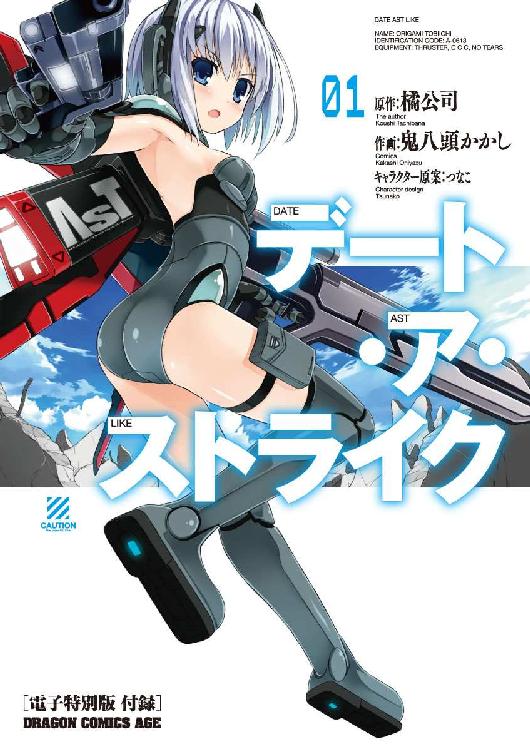 DATE AST LIKE
NAME: ORIGAMI TOBIICHI
IDENTIFICATION CODE: A-0613
EQUIPMENT: THRUSTER, C C C, NO TEARS
01
原作:橘公司
The author
Koushi Tachibana
作画:鬼八頭かかし
Comics
Kakashi Oniyazu
キャラクター原案:つなこ
Character design
Tsunako
AST
DATE
デート
AST
・ア・
LIKE
ストライク
CAUTION
[電子特別版 付録]
DRAGON COMICS AGE